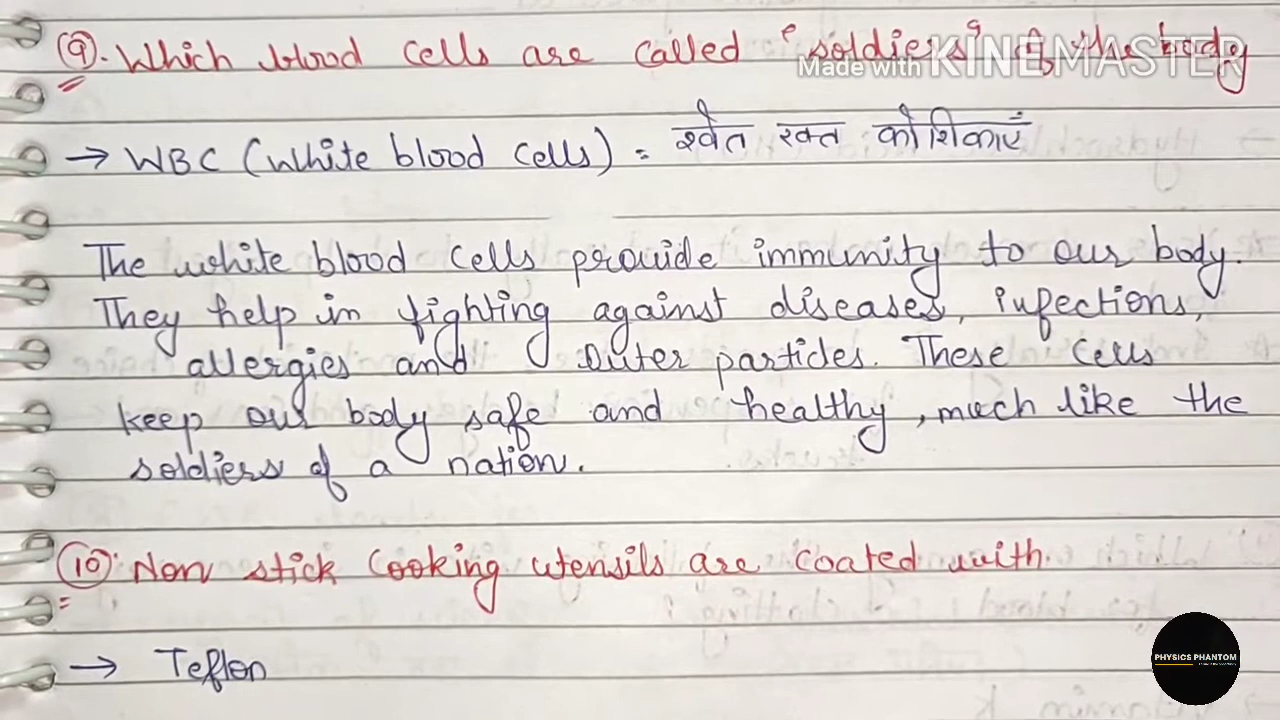 (9). Which blood cells are called "soldiers" of the body
Made with KINEMASTER
→ WBC (White blood cells) = श्वेत रक्त कोशिकाएं
The white blood cells provide immunity to our body.
They help in fighting against diseases, infections,
allergies and outer particles. These cells
keep our body safe and healthy, much like the
soldiers of a nation.
(10). Non stick cooking utensils are coated with.
→ Teflon
PHYSICS PHANTOM